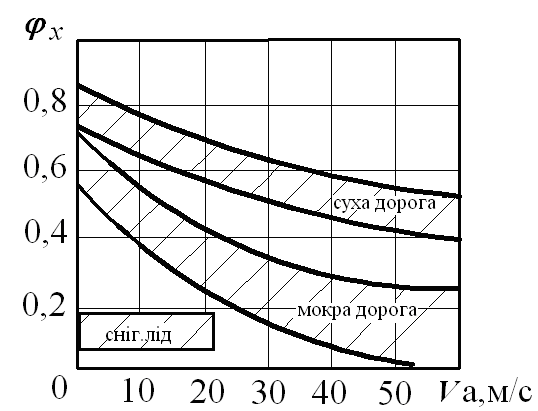 φx
0,8
0,6
0,4
0,2
суха дорога
мокра дорога
сніг.лід
0 10 20 30 40 50 Va,м/с